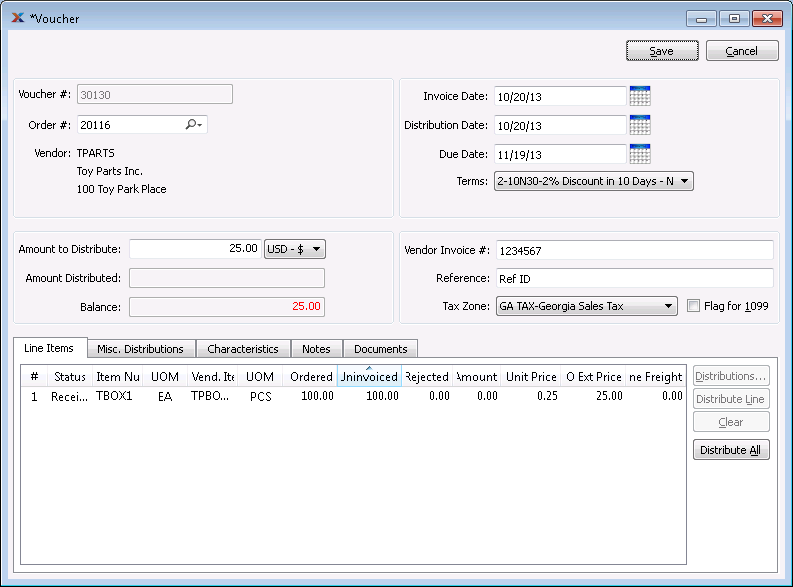 *Voucher
Save Cancel
Voucher #: 30130
Order #: 20116
Vendor: TPARTS
Toy Parts Inc.
100 Toy Park Place
Invoice Date: 10/20/13
Distribution Date: 10/20/13
Due Date: 11/19/13
Terms: 2-10N30-2% Discount in 10 Days - N
Amount to Distribute: 25.00 USD - $
Amount Distributed:
Balance: 25.00
Vendor Invoice #: 1234567
Reference: Ref ID
Tax Zone: GA TAX-Georgia Sales Tax Flag for 1099
Line Items Misc. Distributions Characteristics Notes Documents
# Status Item Nu UOM Vend. Ite UOM Ordered Uninvoiced Rejected Amount Unit Price O Ext Price ne Freight
1 Recei... TBOX1 EA TPBO... PCS 100.00 100.00 0.00 0.00 0.25 25.00 0.00
Distributions...
Distribute Line
Clear
Distribute All